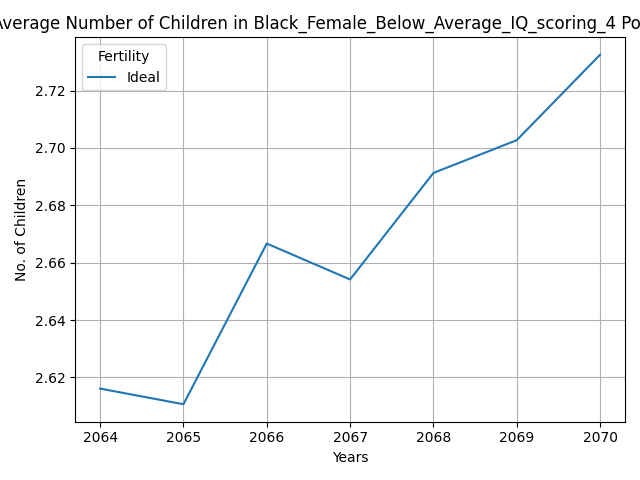 Average Number of Children in Black_Female_Below_Average_IQ_scoring_4 Po
Fertility
Ideal
2.72
2.70
2.68
2.66
2.64
2.62
No. of Children
2064 2065 2066 2067 2068 2069 2070
Years